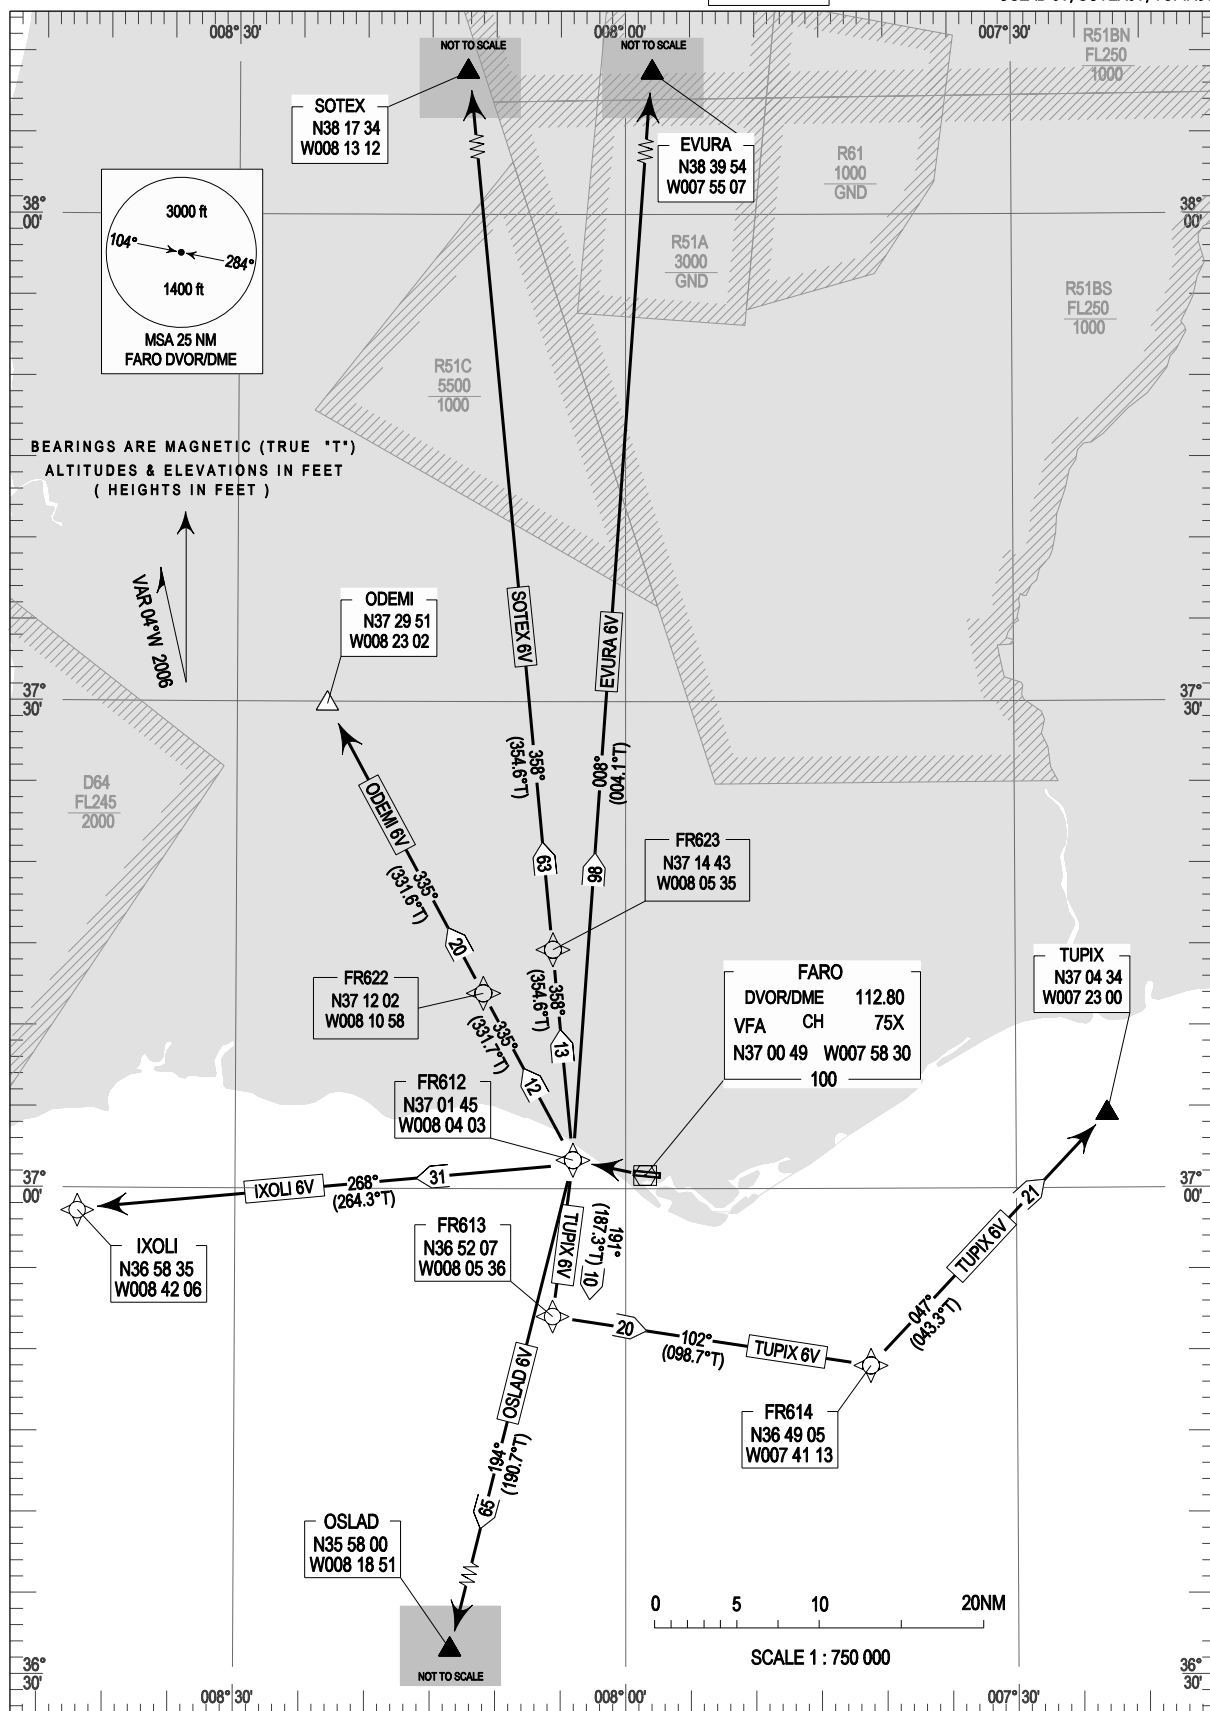 008° 30'
008° 00'
007° 30'
NOT TO SCALE
NOT TO SCALE
R51BN
FL250
1000
SOTEX
N38 17 34
W008 13 12
EVURA
N38 39 54
W007 55 07
R61
1000
GND
38°
00'
38°
00'
3000 ft
104°
284°
1400 ft
MSA 25 NM
FARO DVOR/DME
R51A
3000
GND
R51BS
FL250
1000
R51C
5500
1000
BEARINGS ARE MAGNETIC (TRUE "T")
ALTITUDES & ELEVATIONS IN FEET
( HEIGHTS IN FEET )
VAR 04°W 2006
ODEMI
N37 29 51
W008 23 02
SOTEX 6V
EVURA 6V
37°
30'
37°
30'
358°
(354.6°T)
008°
(004.1°T)
D64
FL245
2000
ODEMI 6V
335°
(331.6°T)
20
63
98
FR623
N37 14 43
W008 05 35
FR622
N37 12 02
W008 10 58
358°
(354.6°T)
13
335°
(331.7°T)
12
FARO
DVOR/DME 112.80
VFA CH 75X
N37 00 49 W007 58 30
100
TUPIX
N37 04 34
W007 23 00
FR612
N37 01 45
W008 04 03
37°
00'
37°
00'
IXOLI 6V
268°
(264.3°T)
31
IXOLI
N36 58 35
W008 42 06
FR613
N36 52 07
W008 05 36
TUPIX 6V
191°
(187.3°T) 10
21
TUPIX 6V
047°
(043.3°T)
20
102°
(098.7°T)
TUPIX 6V
OSLAD 6V
194°
(190.7°T)
65
FR614
N36 49 05
W007 41 13
OSLAD
N35 58 00
W008 18 51
NOT TO SCALE
0 5 10 20NM
SCALE 1 : 750 000
36°
30'
36°
30'
008° 30'
008° 00'
007° 30'